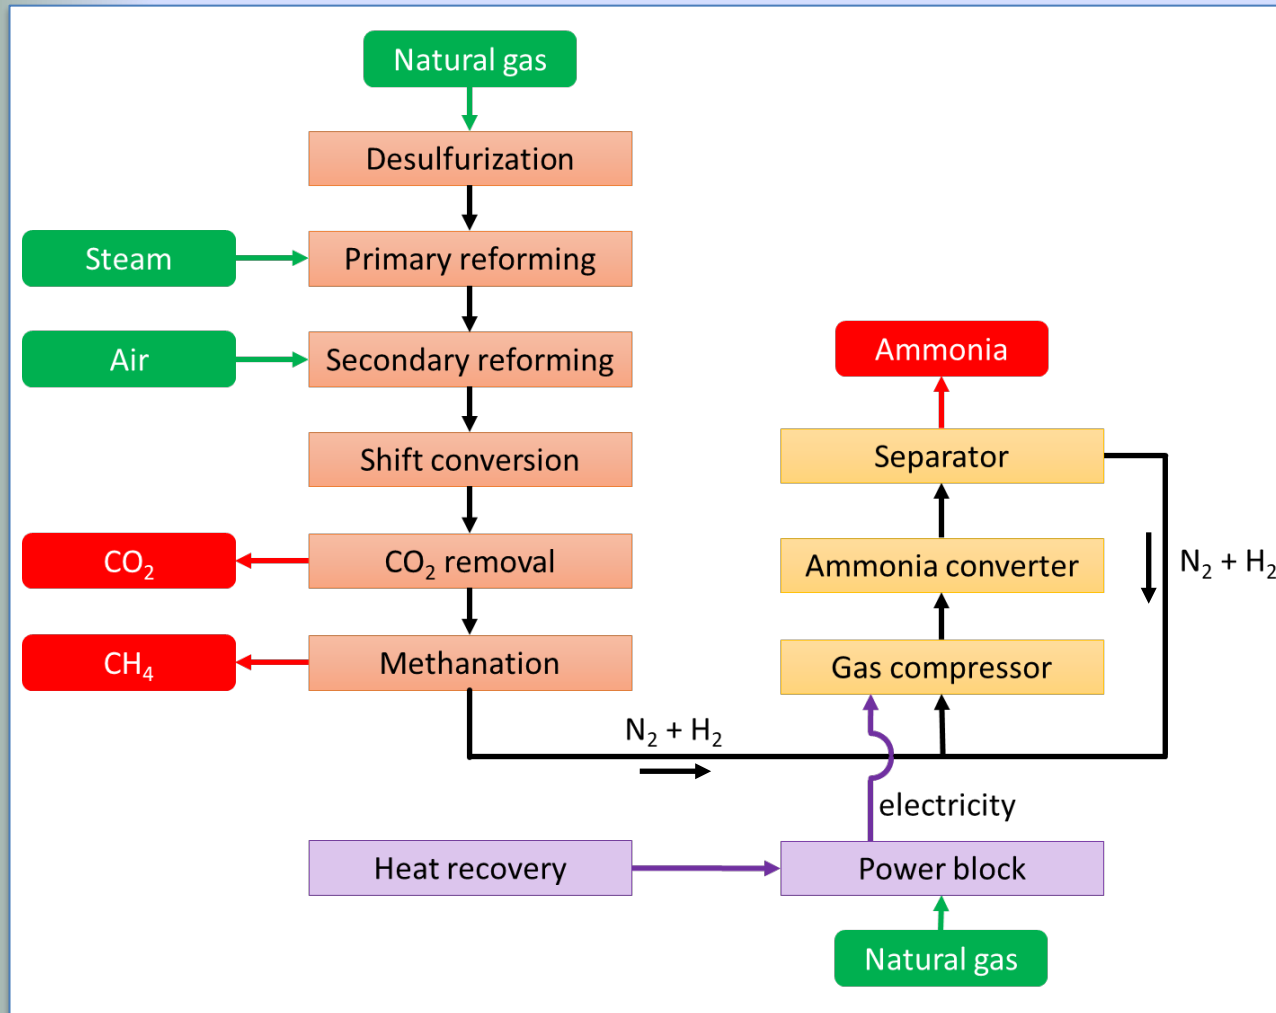 Natural gas
Desulfurization
Steam
Primary reforming
Air
Secondary reforming
Shift conversion
CO₂
CO₂ removal
CH₄
Methanation
N₂ + H₂
Ammonia
Separator
Ammonia converter
N₂ + H₂
Gas compressor
electricity
Heat recovery
Power block
Natural gas